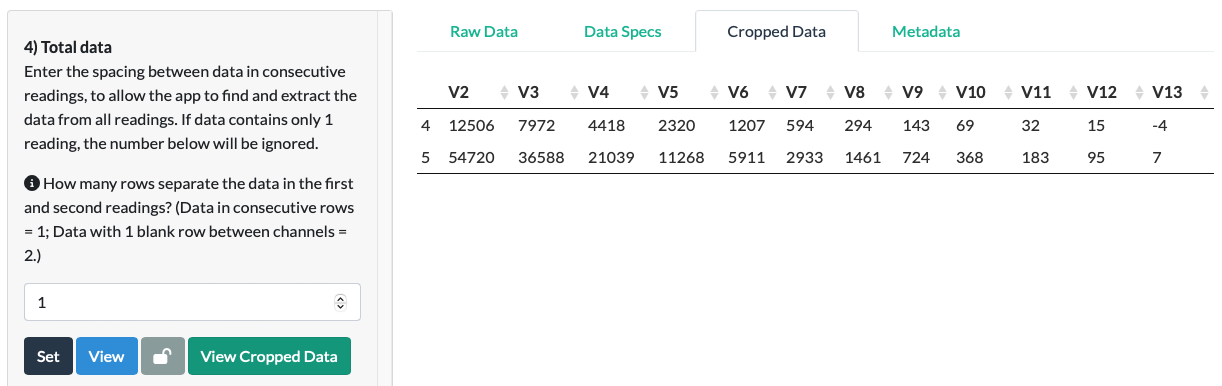 4) Total data
Enter the spacing between data in consecutive
readings, to allow the app to find and extract the
data from all readings. If data contains only 1
reading, the number below will be ignored.
How many rows separate the data in the first
and second readings? (Data in consecutive rows
= 1; Data with 1 blank row between channels =
2.)
1
Set View View Cropped Data
Raw Data Data Specs Cropped Data Metadata
V2 V3 V4 V5 V6 V7 V8 V9 V10 V11 V12 V13
4 12506 7972 4418 2320 1207 594 294 143 69 32 15 -4
5 54720 36588 21039 11268 5911 2933 1461 724 368 183 95 7